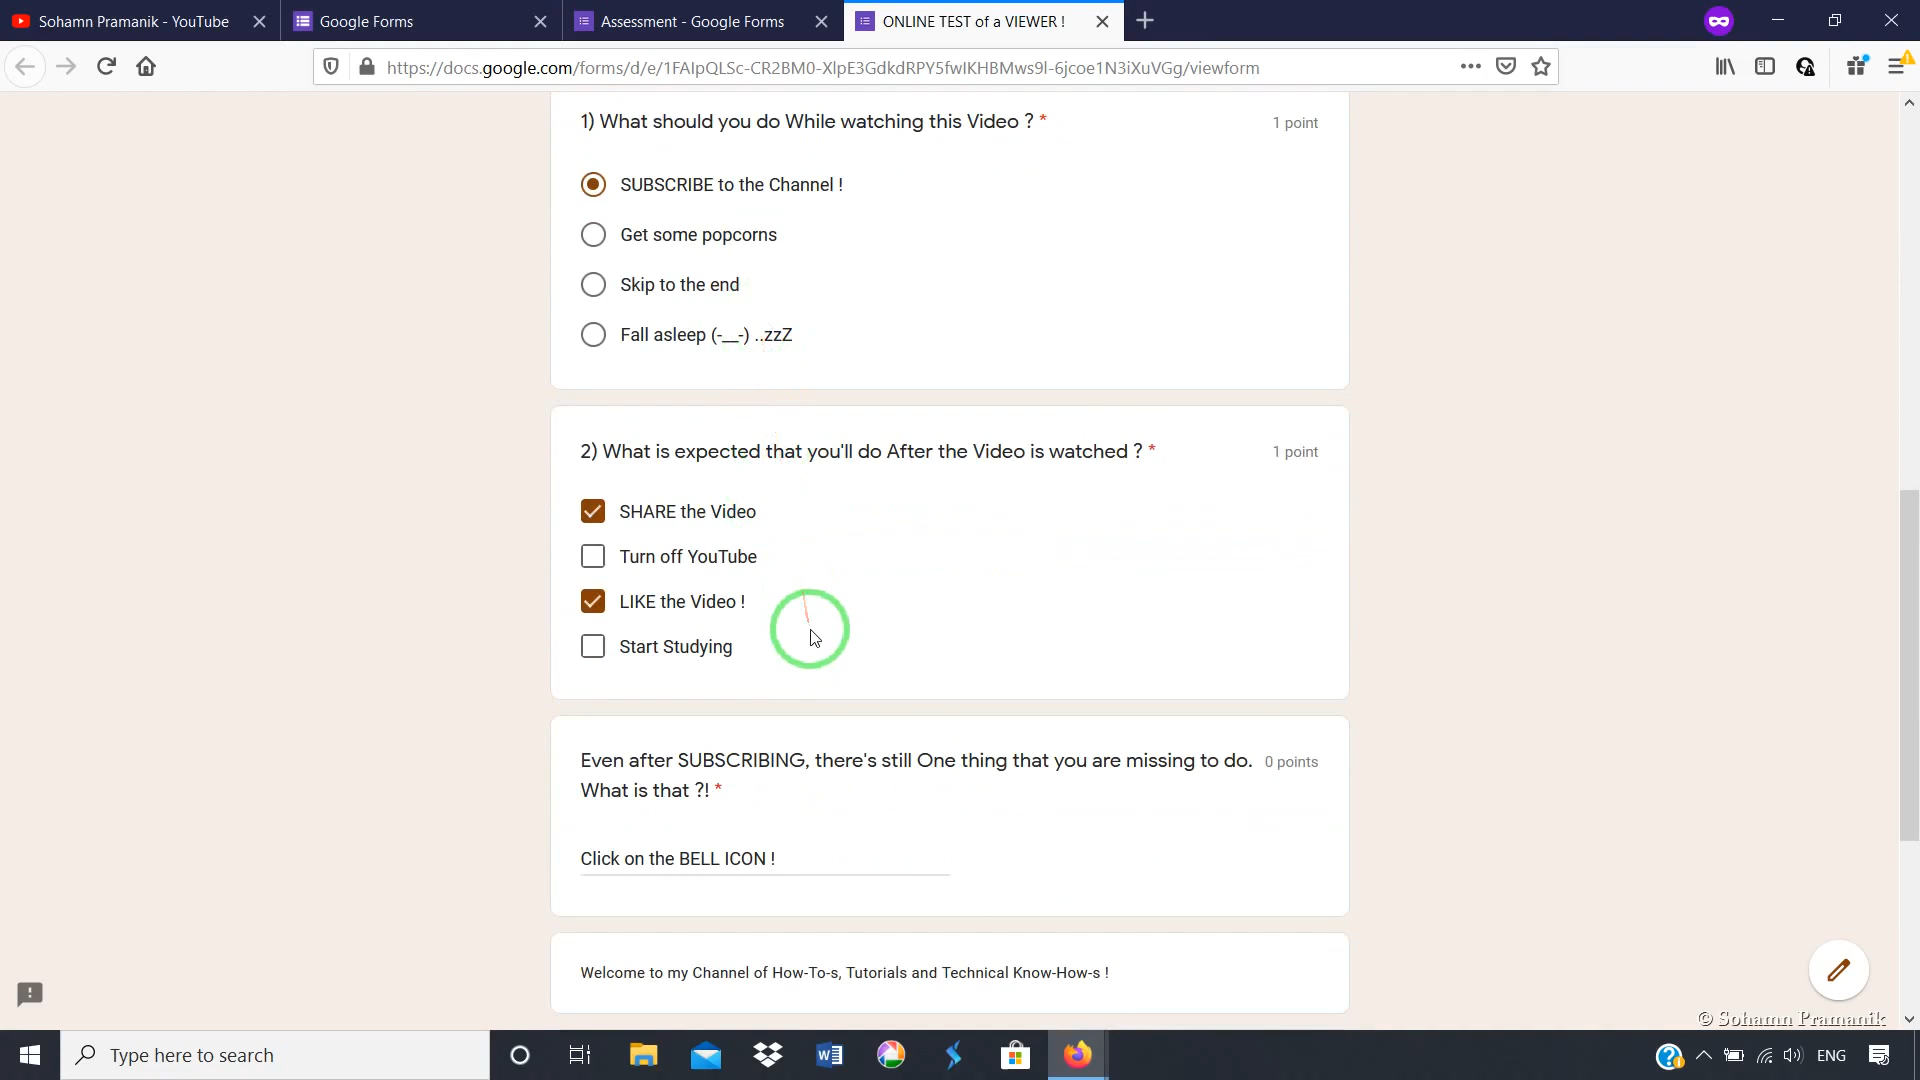 Sohamn Pramanik - YouTube
Google Forms
Assessment - Google Forms
ONLINE TEST of a VIEWER !
https://docs.google.com/forms/d/e/1FAIpQLSc-CR2BM0-XlpE3GdkdRPY5fwIKHBMws9l-6jcoe1N3iXuVGg/viewform
1) What should you do While watching this Video ? *
1 point
SUBSCRIBE to the Channel !
Get some popcorns
Skip to the end
Fall asleep (-__-) ..zzZ
2) What is expected that you'll do After the Video is watched ? *
1 point
SHARE the Video
Turn off YouTube
LIKE the Video !
Start Studying
Even after SUBSCRIBING, there's still One thing that you are missing to do.
0 points
What is that ?! *
Click on the BELL ICON !
Welcome to my Channel of How-To-s, Tutorials and Technical Know-How-s !
© Sohamn Pramanik
Type here to search
ENG